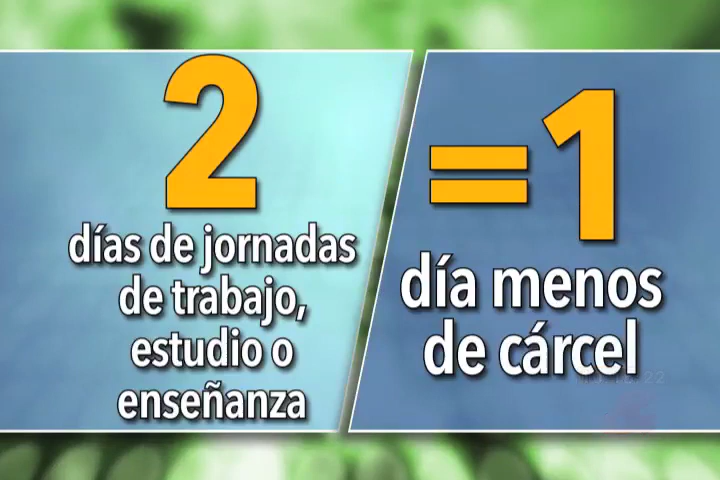 2
días de jornadas
de trabajo,
estudio o
enseñanza
=1
día menos
de cárcel